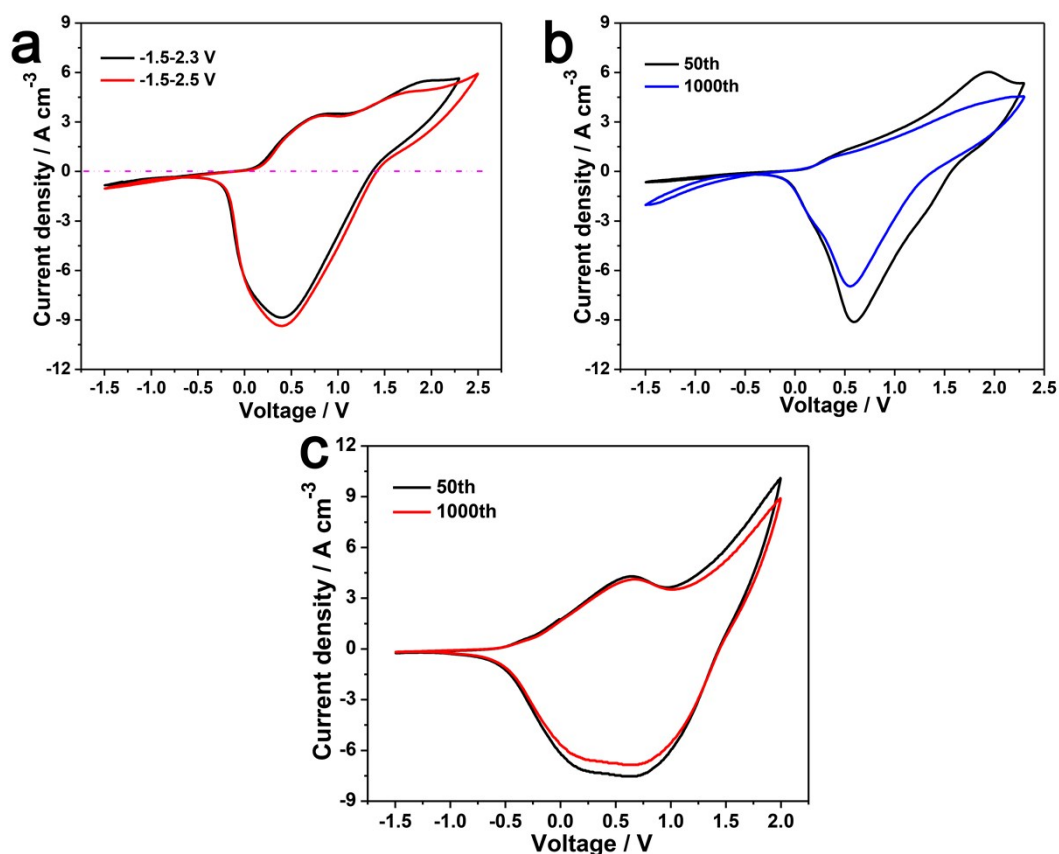 a
-1.5-2.3 V
-1.5-2.5 V
Current density / A cm-3
9
6
3
0
-3
-6
-9
-12
-1.5 -1.0 -0.5 0.0 0.5 1.0 1.5 2.0 2.5
Voltage / V
b
50th
1000th
Current density / A cm-3
9
6
3
0
-3
-6
-9
-12
-1.5 -1.0 -0.5 0.0 0.5 1.0 1.5 2.0 2.5
Voltage / V
c
50th
1000th
Current density / A cm-3
12
9
6
3
0
-3
-6
-9
-1.5 -1.0 -0.5 0.0 0.5 1.0 1.5 2.0
Voltage / V